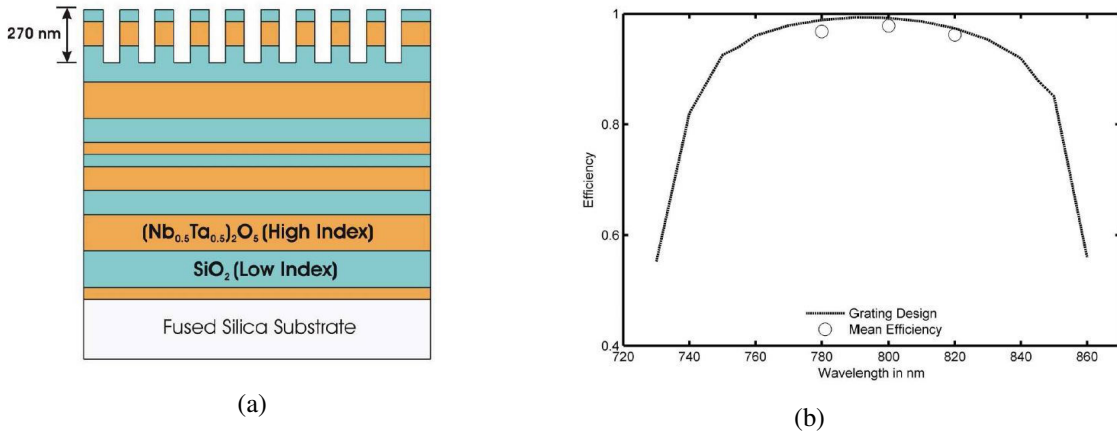 270 nm
(Nb₀.₅Ta₀.₅)₂O₅ (High Index)
SiO₂ (Low Index)
Fused Silica Substrate
(a)
1
0.8
0.6
0.4
Efficiency
720 740 760 780 800 820 840 860
Wavelength in nm
Grating Design
Mean Efficiency
(b)